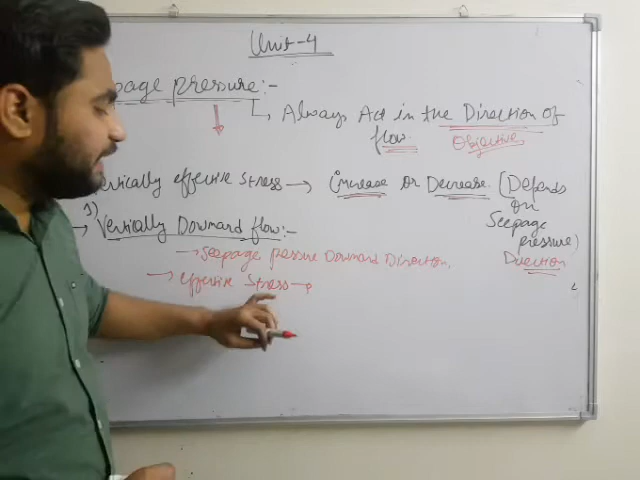 Unit-4
page pressure:-
Always Act in the Direction of
flow.
Objective
ertically effective stress → increase or Decrease (Depends
on
Seepage
pressure)
Direction
1)
→ Vertically Downward flow:-
→ Seepage pressure Downward Direction.
→ effective Stress →